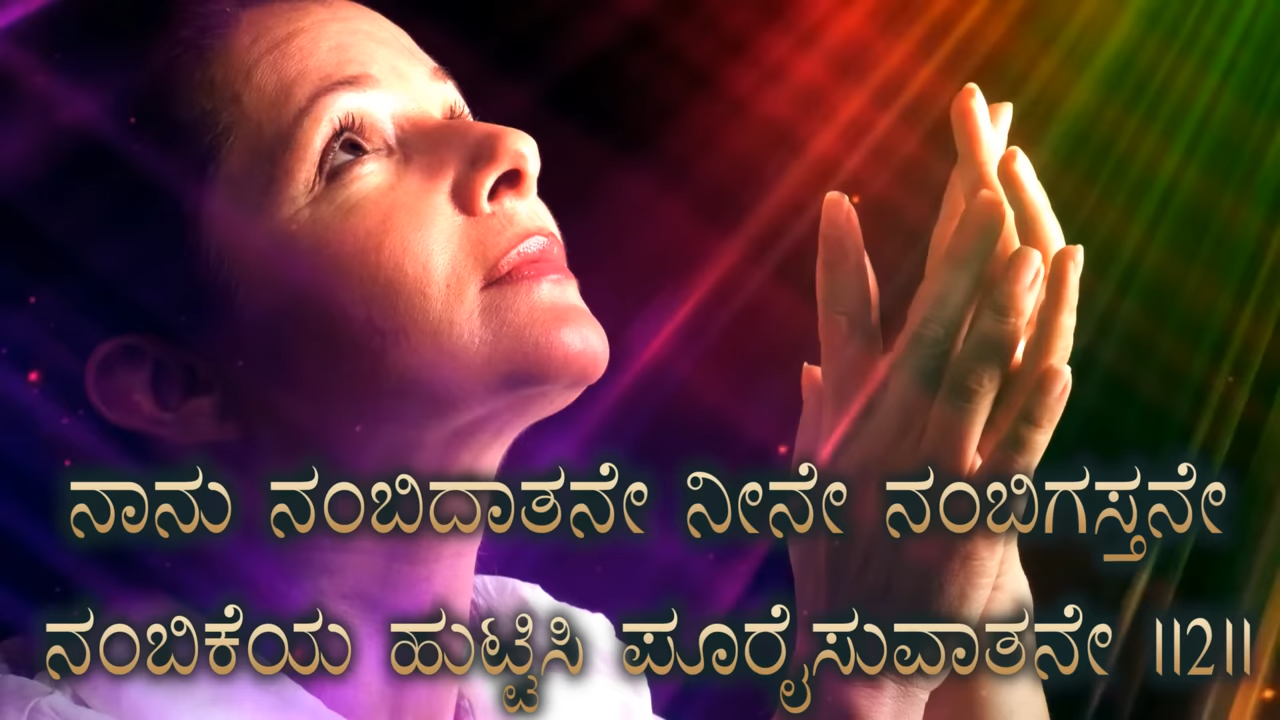 ನಾನು ನಂಬಿದಾತನೇ ನೀನೇ ನಂಬಿಗಸ್ತನೇ
ನಂಬಿಕೆಯ ಹುಟ್ಟಿಸಿ ಪೂರೈಸುವಾತನೇ ॥2॥